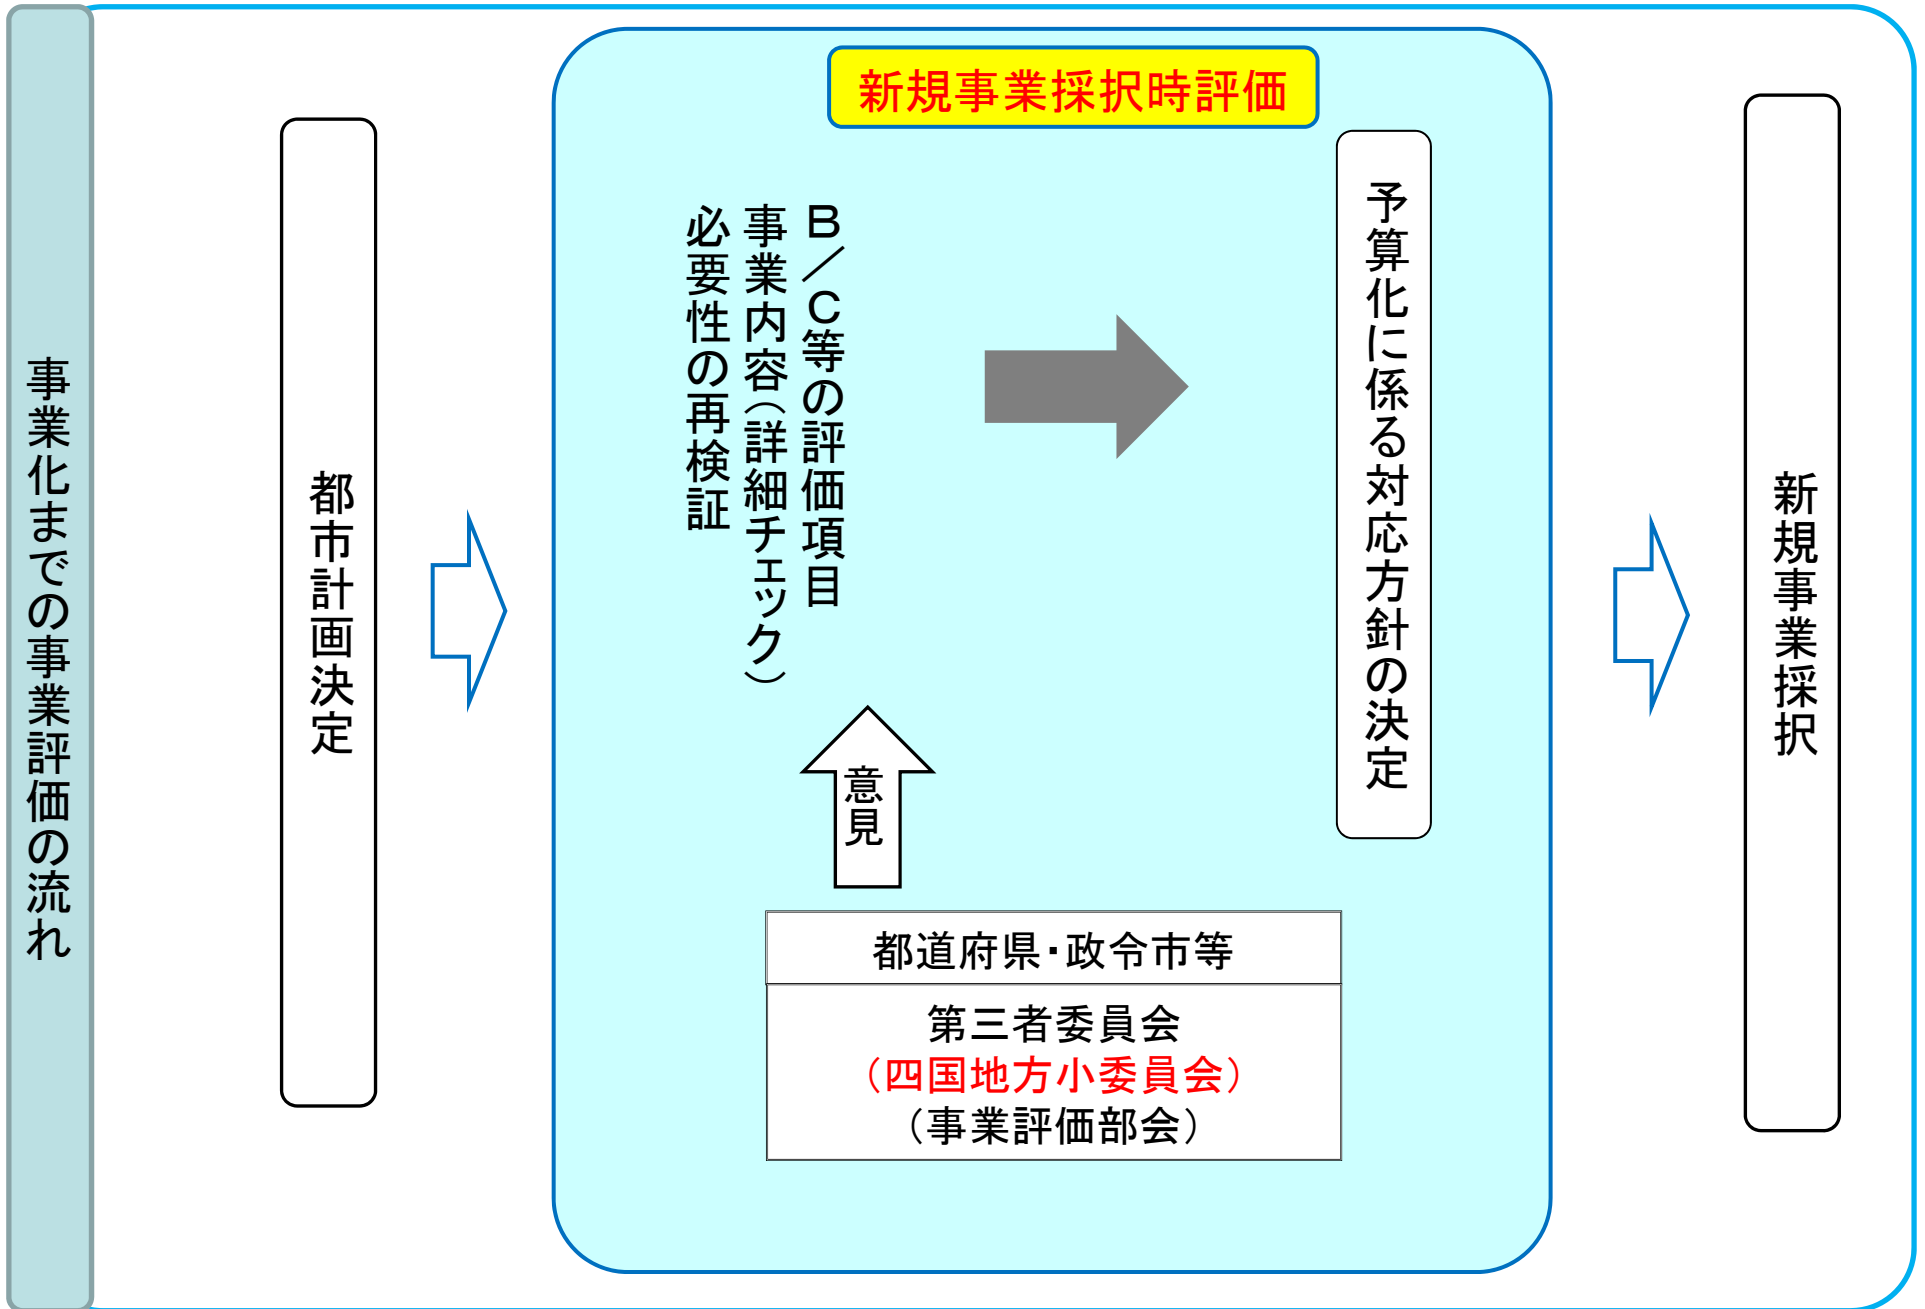 事業化までの事業評価の流れ
都市計画決定
新規事業採択時評価
B／C等の評価項目
事業内容（詳細チェック）
必要性の再検証
予算化に係る対応方針の決定
意見
都道府県・政令市等
第三者委員会
（四国地方小委員会）
（事業評価部会）
新規事業採択